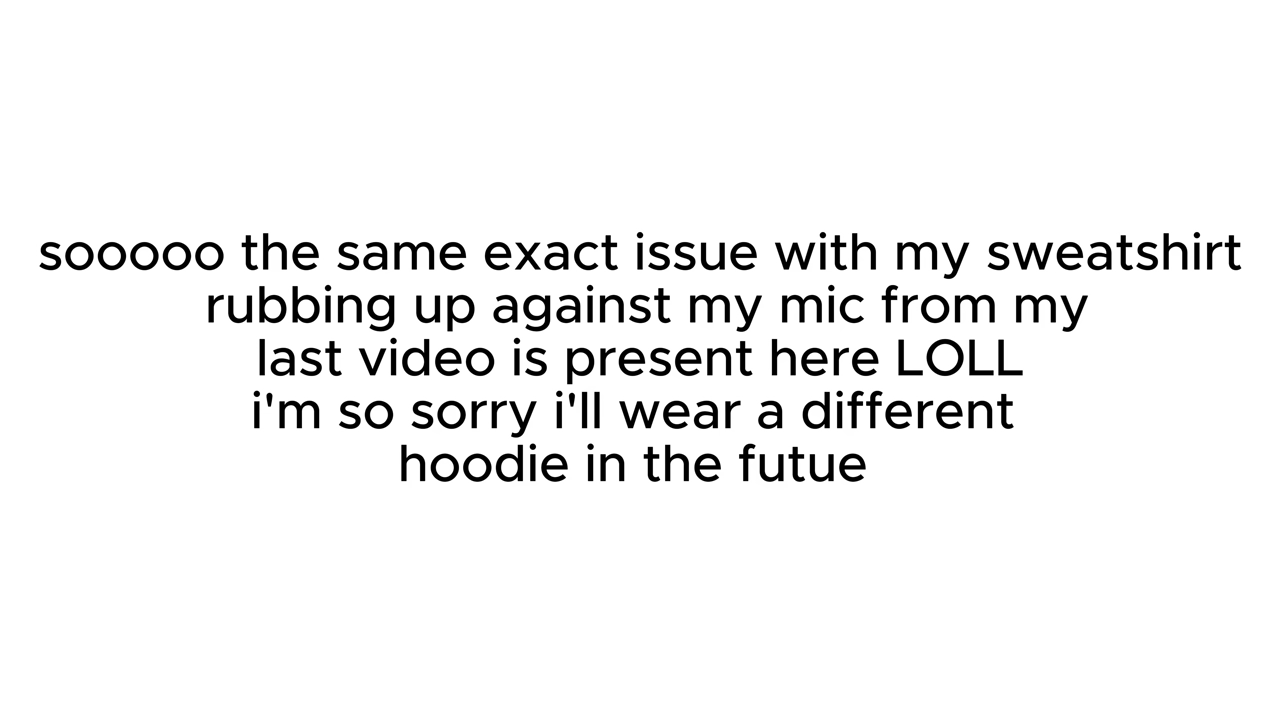 sooooo the same exact issue with my sweatshirt
rubbing up against my mic from my
last video is present here LOLL
i'm so sorry i'll wear a different
hoodie in the futue